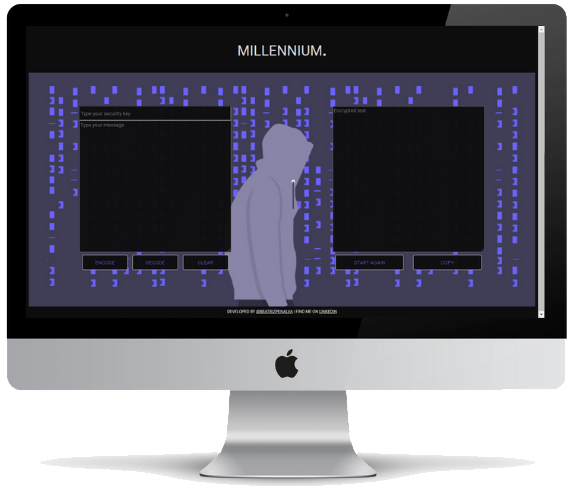 MILLENNIUM.
Type your security key
Type your message
Encrypted text
ENCODE DECODE CLEAR
START AGAIN COPY
DEVELOPED BY @BEATRIZPENALVA | FIND ME ON LINKEDIN